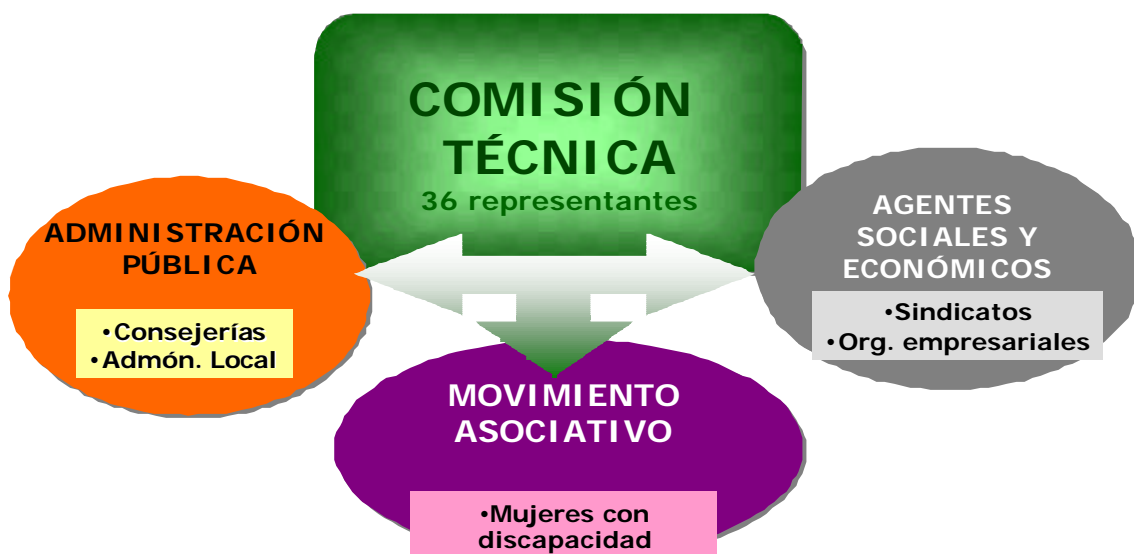 COMISIÓN
TÉCNICA
36 representantes
ADMINISTRACIÓN
PÚBLICA
•Consejerías
•Admón. Local
AGENTES
SOCIALES Y
ECONÓMICOS
•Sindicatos
•Org. empresariales
MOVIMIENTO
ASOCIATIVO
•Mujeres con
discapacidad